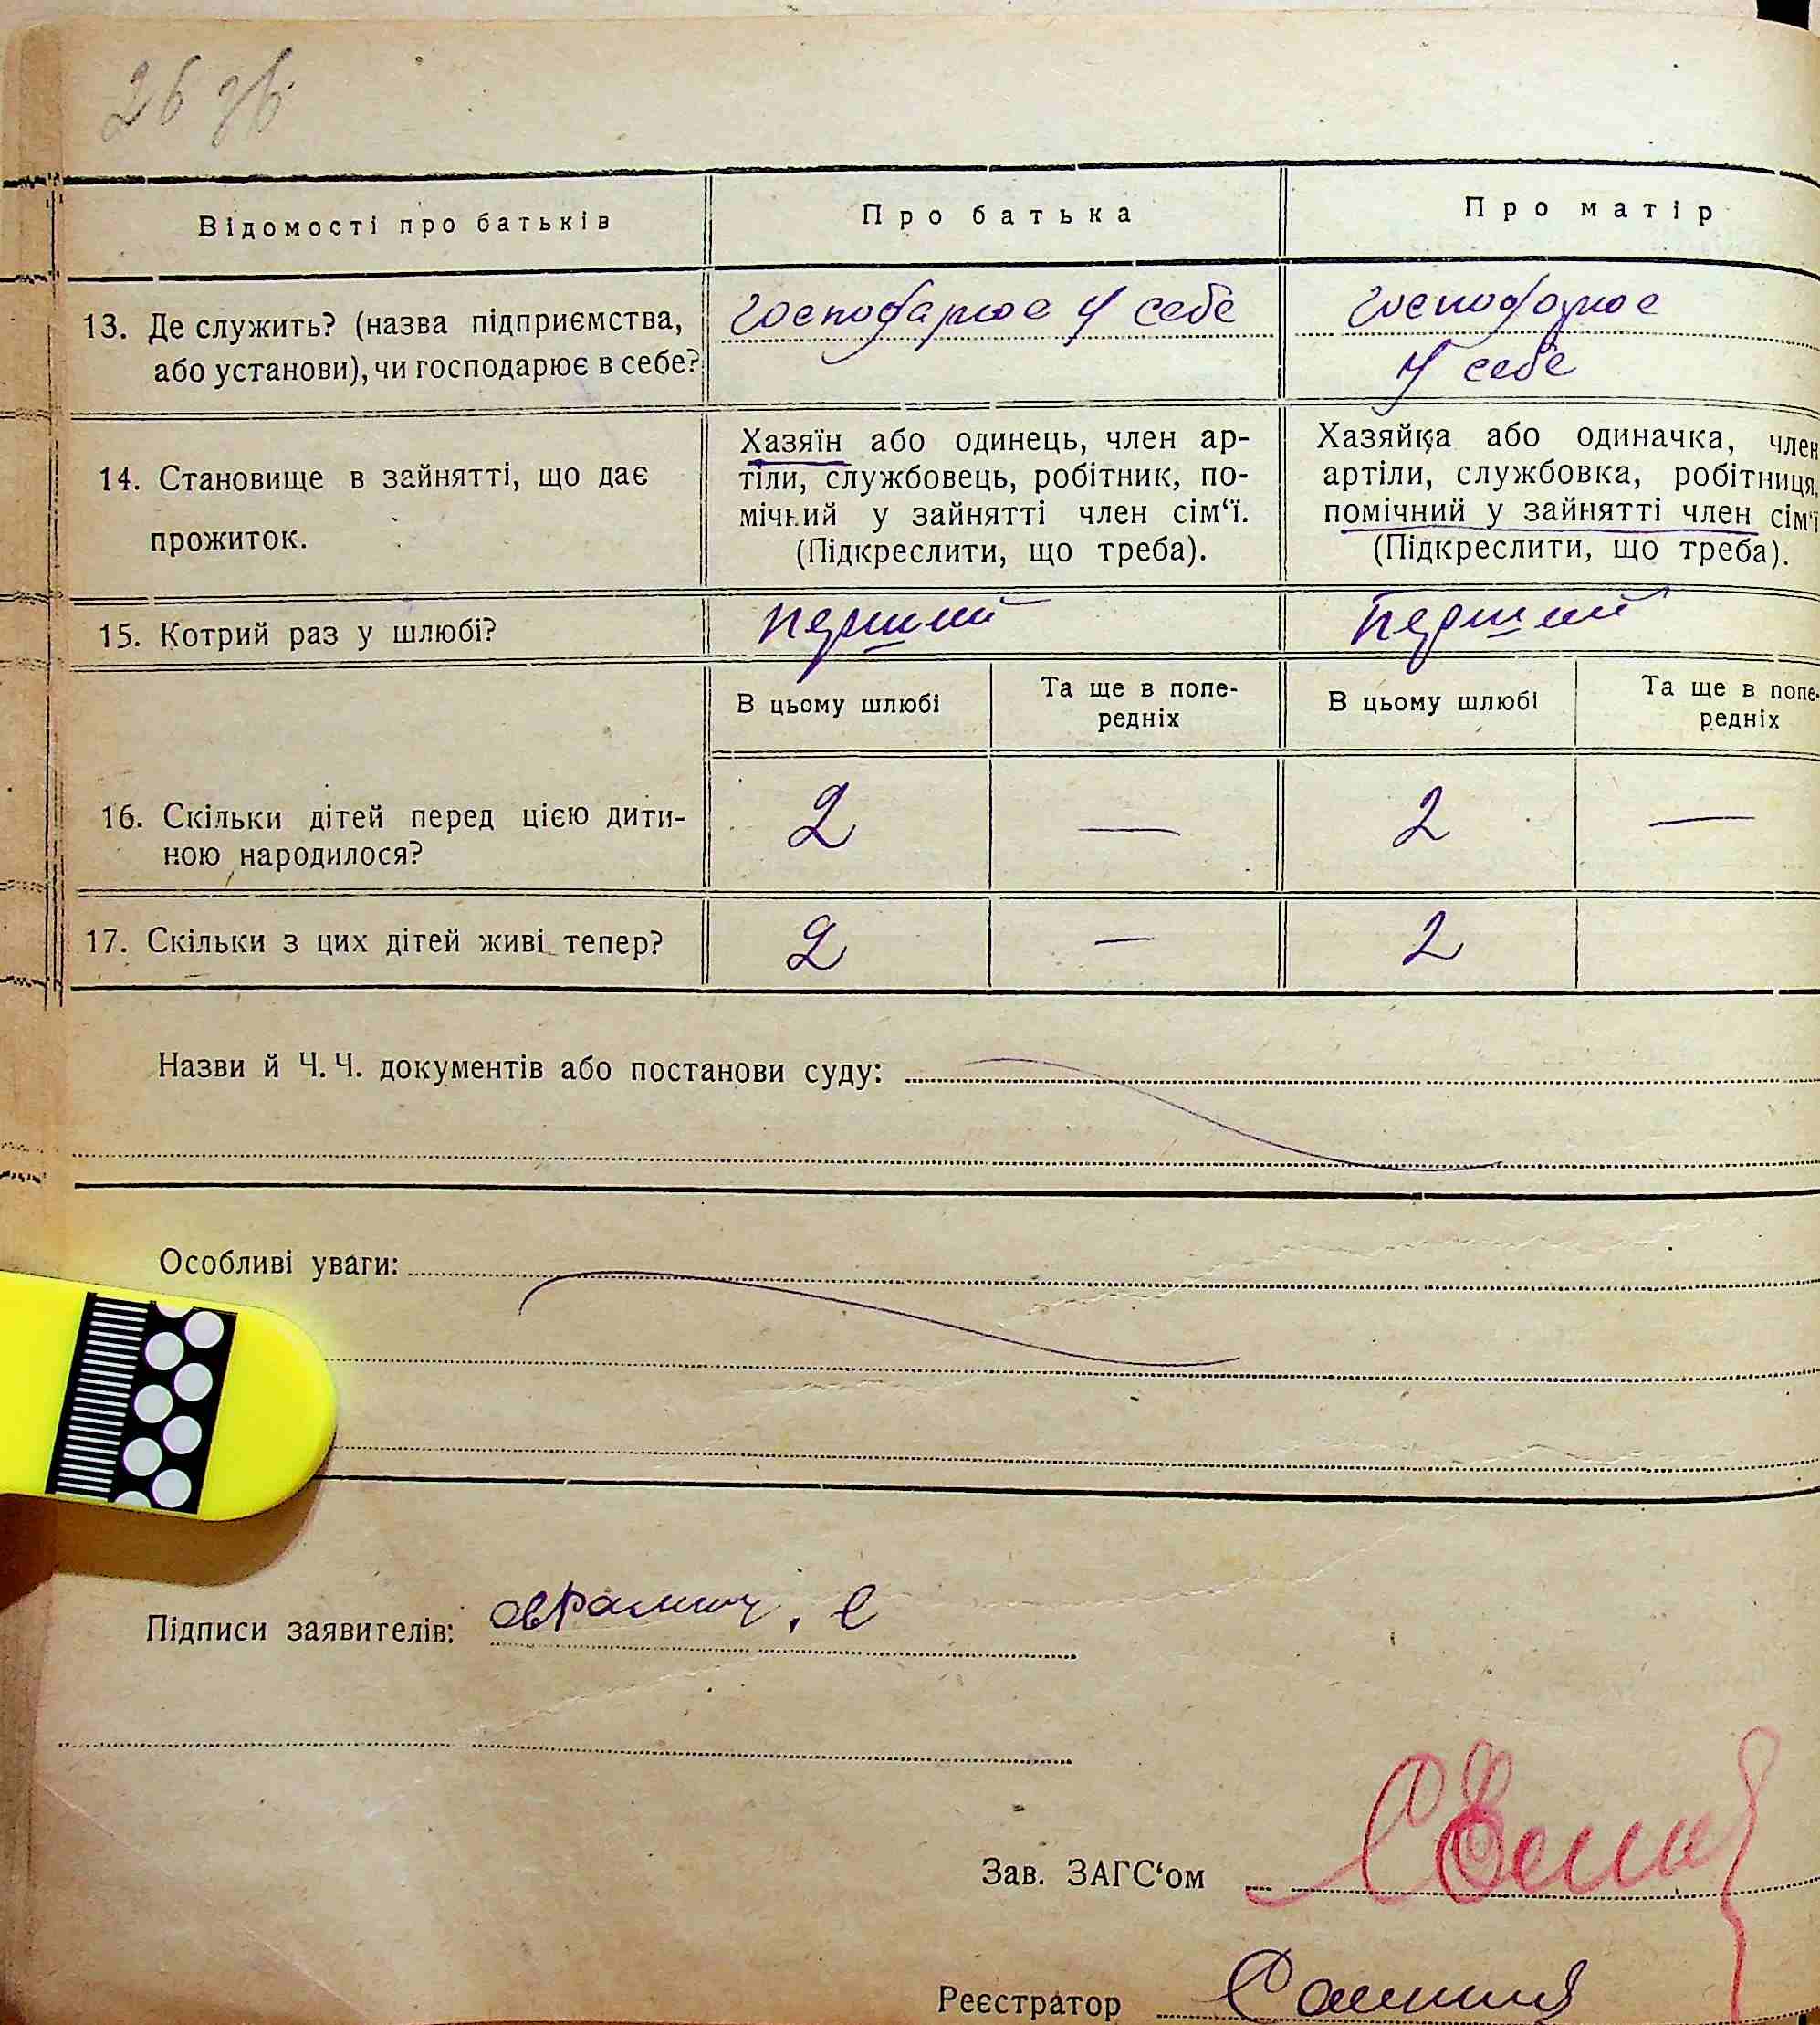 26 зв.
Відомості про батьків
Про батька
Про матір
13. Де служить? (назва підприємства,
або установи), чи господарює в себе?
господарює у себе
господарює
у себе
14. Становище в зайнятті, що дає
прожиток.
Хазяїн або одинець, член ар-
тіли, службовець, робітник, по-
мічний у зайнятті член сім‘ї.
(Підкреслити, що треба).
Хазяйка або одиначка, член
артіли, службовка, робітниця,
помічний у зайнятті член сім‘ї
(Підкреслити, що треба).
15. Котрий раз у шлюбі?
перший
перший
В цьому шлюбі
Та ще в попе-
редніх
В цьому шлюбі
Та ще в попе-
редніх
16. Скільки дітей перед цією дити-
ною народилося?
2 — 2 —
17. Скільки з цих дітей живі тепер?
2 — 2
Назви й Ч. Ч. документів або постанови суду:
Особливі уваги:
Підписи заявителів:
Зав. ЗАГС‘ом
Реєстратор